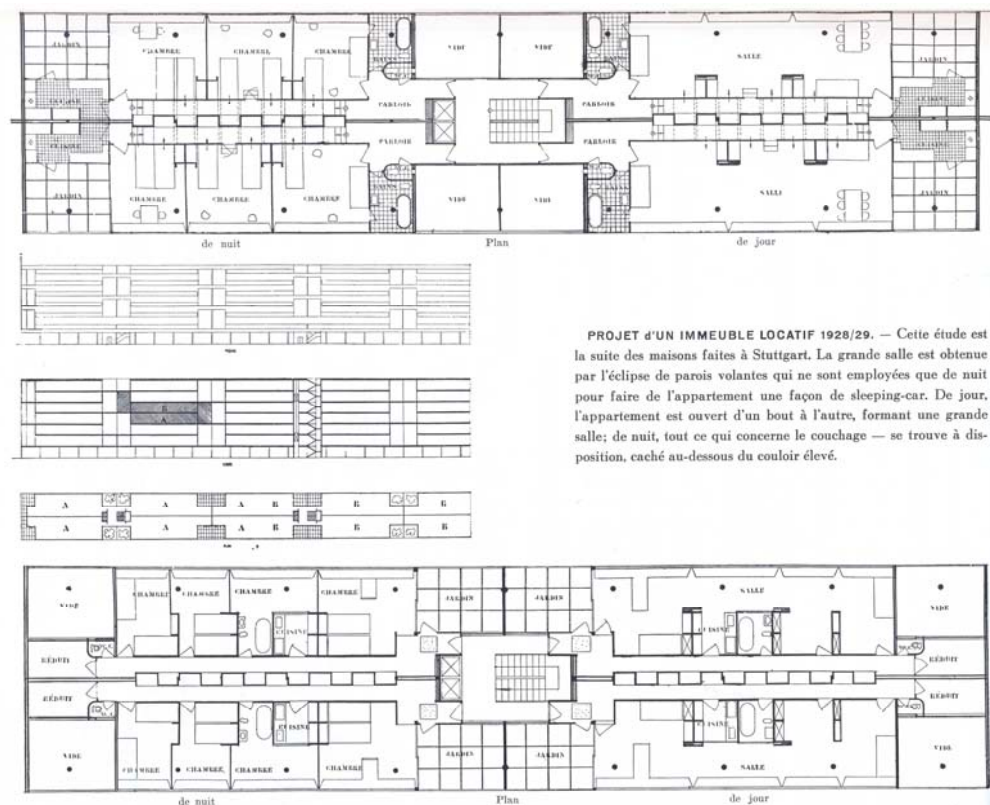 JARDIN CHAMBRE CHAMBRE CHAMBRE VIDE VIDE SALLE JARDIN
CUISINE PARLOIR PARLOIR CUISINE
CUISINE PARLOIR PARLOIR CUISINE
JARDIN CHAMBRE CHAMBRE CHAMBRE VIDE VIDE SALLE JARDIN
de nuit Plan de jour
PROJET d'UN IMMEUBLE LOCATIF 1928/29. — Cette étude est
la suite des maisons faites à Stuttgart. La grande salle est obtenue
par l'éclipse de parois volantes qui ne sont employées que de nuit
pour faire de l'appartement une façon de sleeping-car. De jour,
l'appartement est ouvert d'un bout à l'autre, formant une grande
salle; de nuit, tout ce qui concerne le couchage — se trouve à dis-
position, caché au-dessous du couloir élevé.
B
A
A A A B B B
A A A B B B
VIDE CHAMBRE CHAMBRE CHAMBRE CHAMBRE JARDIN JARDIN SALLE VIDE
CUISINE CUISINE
RÉDUIT RÉDUIT
RÉDUIT RÉDUIT
CUISINE CUISINE
VIDE CHAMBRE CHAMBRE CHAMBRE CHAMBRE JARDIN JARDIN SALLE VIDE
de nuit Plan de jour